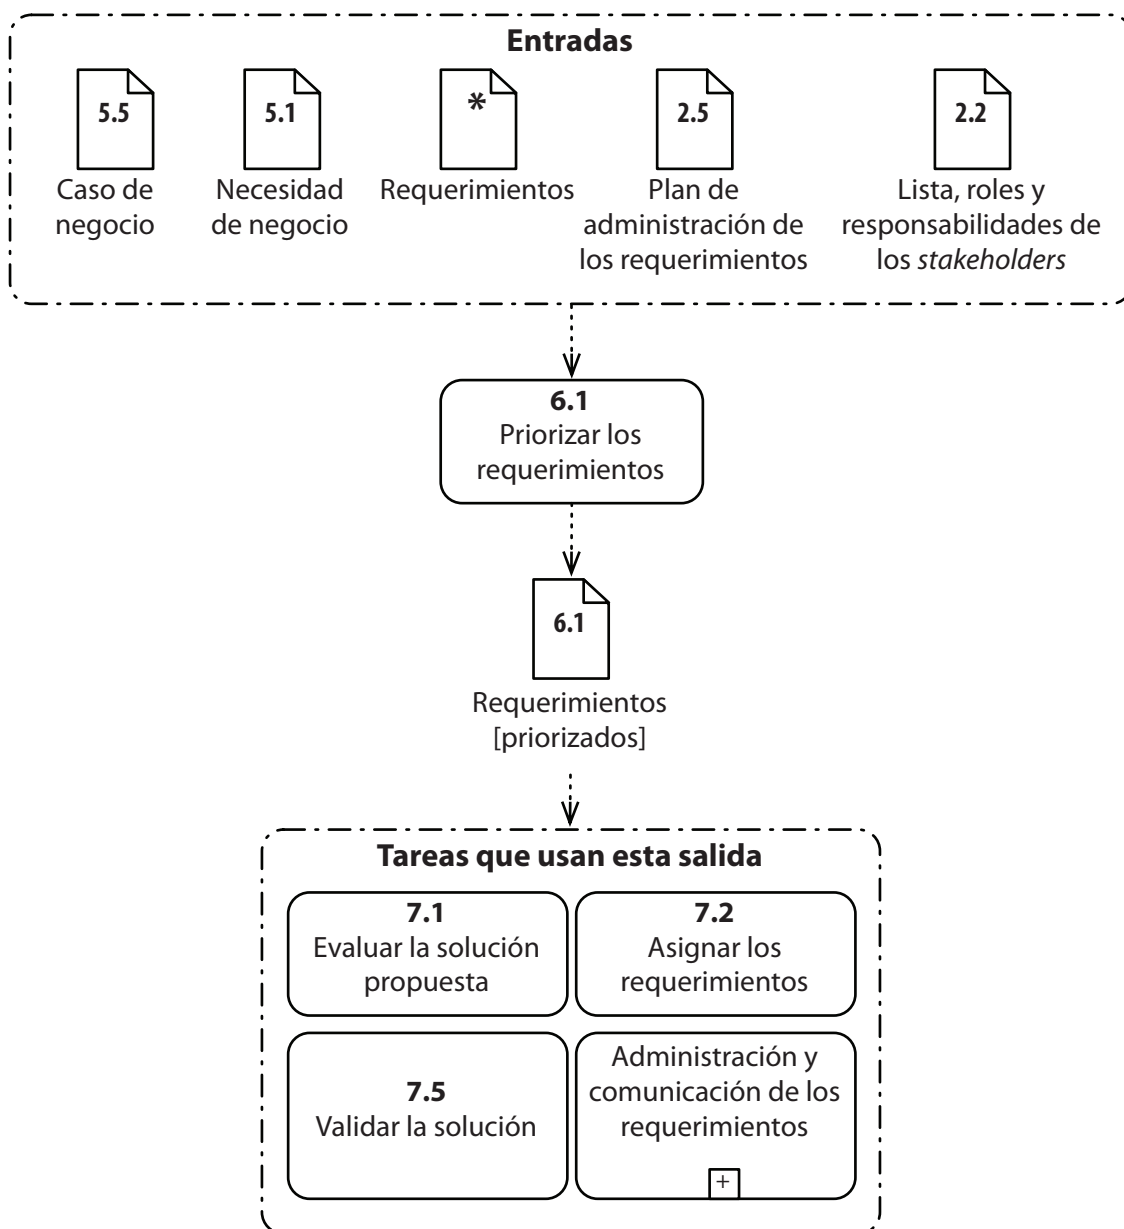 Entradas
5.5
5.1
*
2.5
2.2
Caso de
negocio
Necesidad
de negocio
Requerimientos
Plan de
administración de
los requerimientos
Lista, roles y
responsabilidades de
los stakeholders
6.1
Priorizar los
requerimientos
6.1
Requerimientos
[priorizados]
Tareas que usan esta salida
7.1
Evaluar la solución
propuesta
7.2
Asignar los
requerimientos
7.5
Validar la solución
Administración y
comunicación de los
requerimientos
+